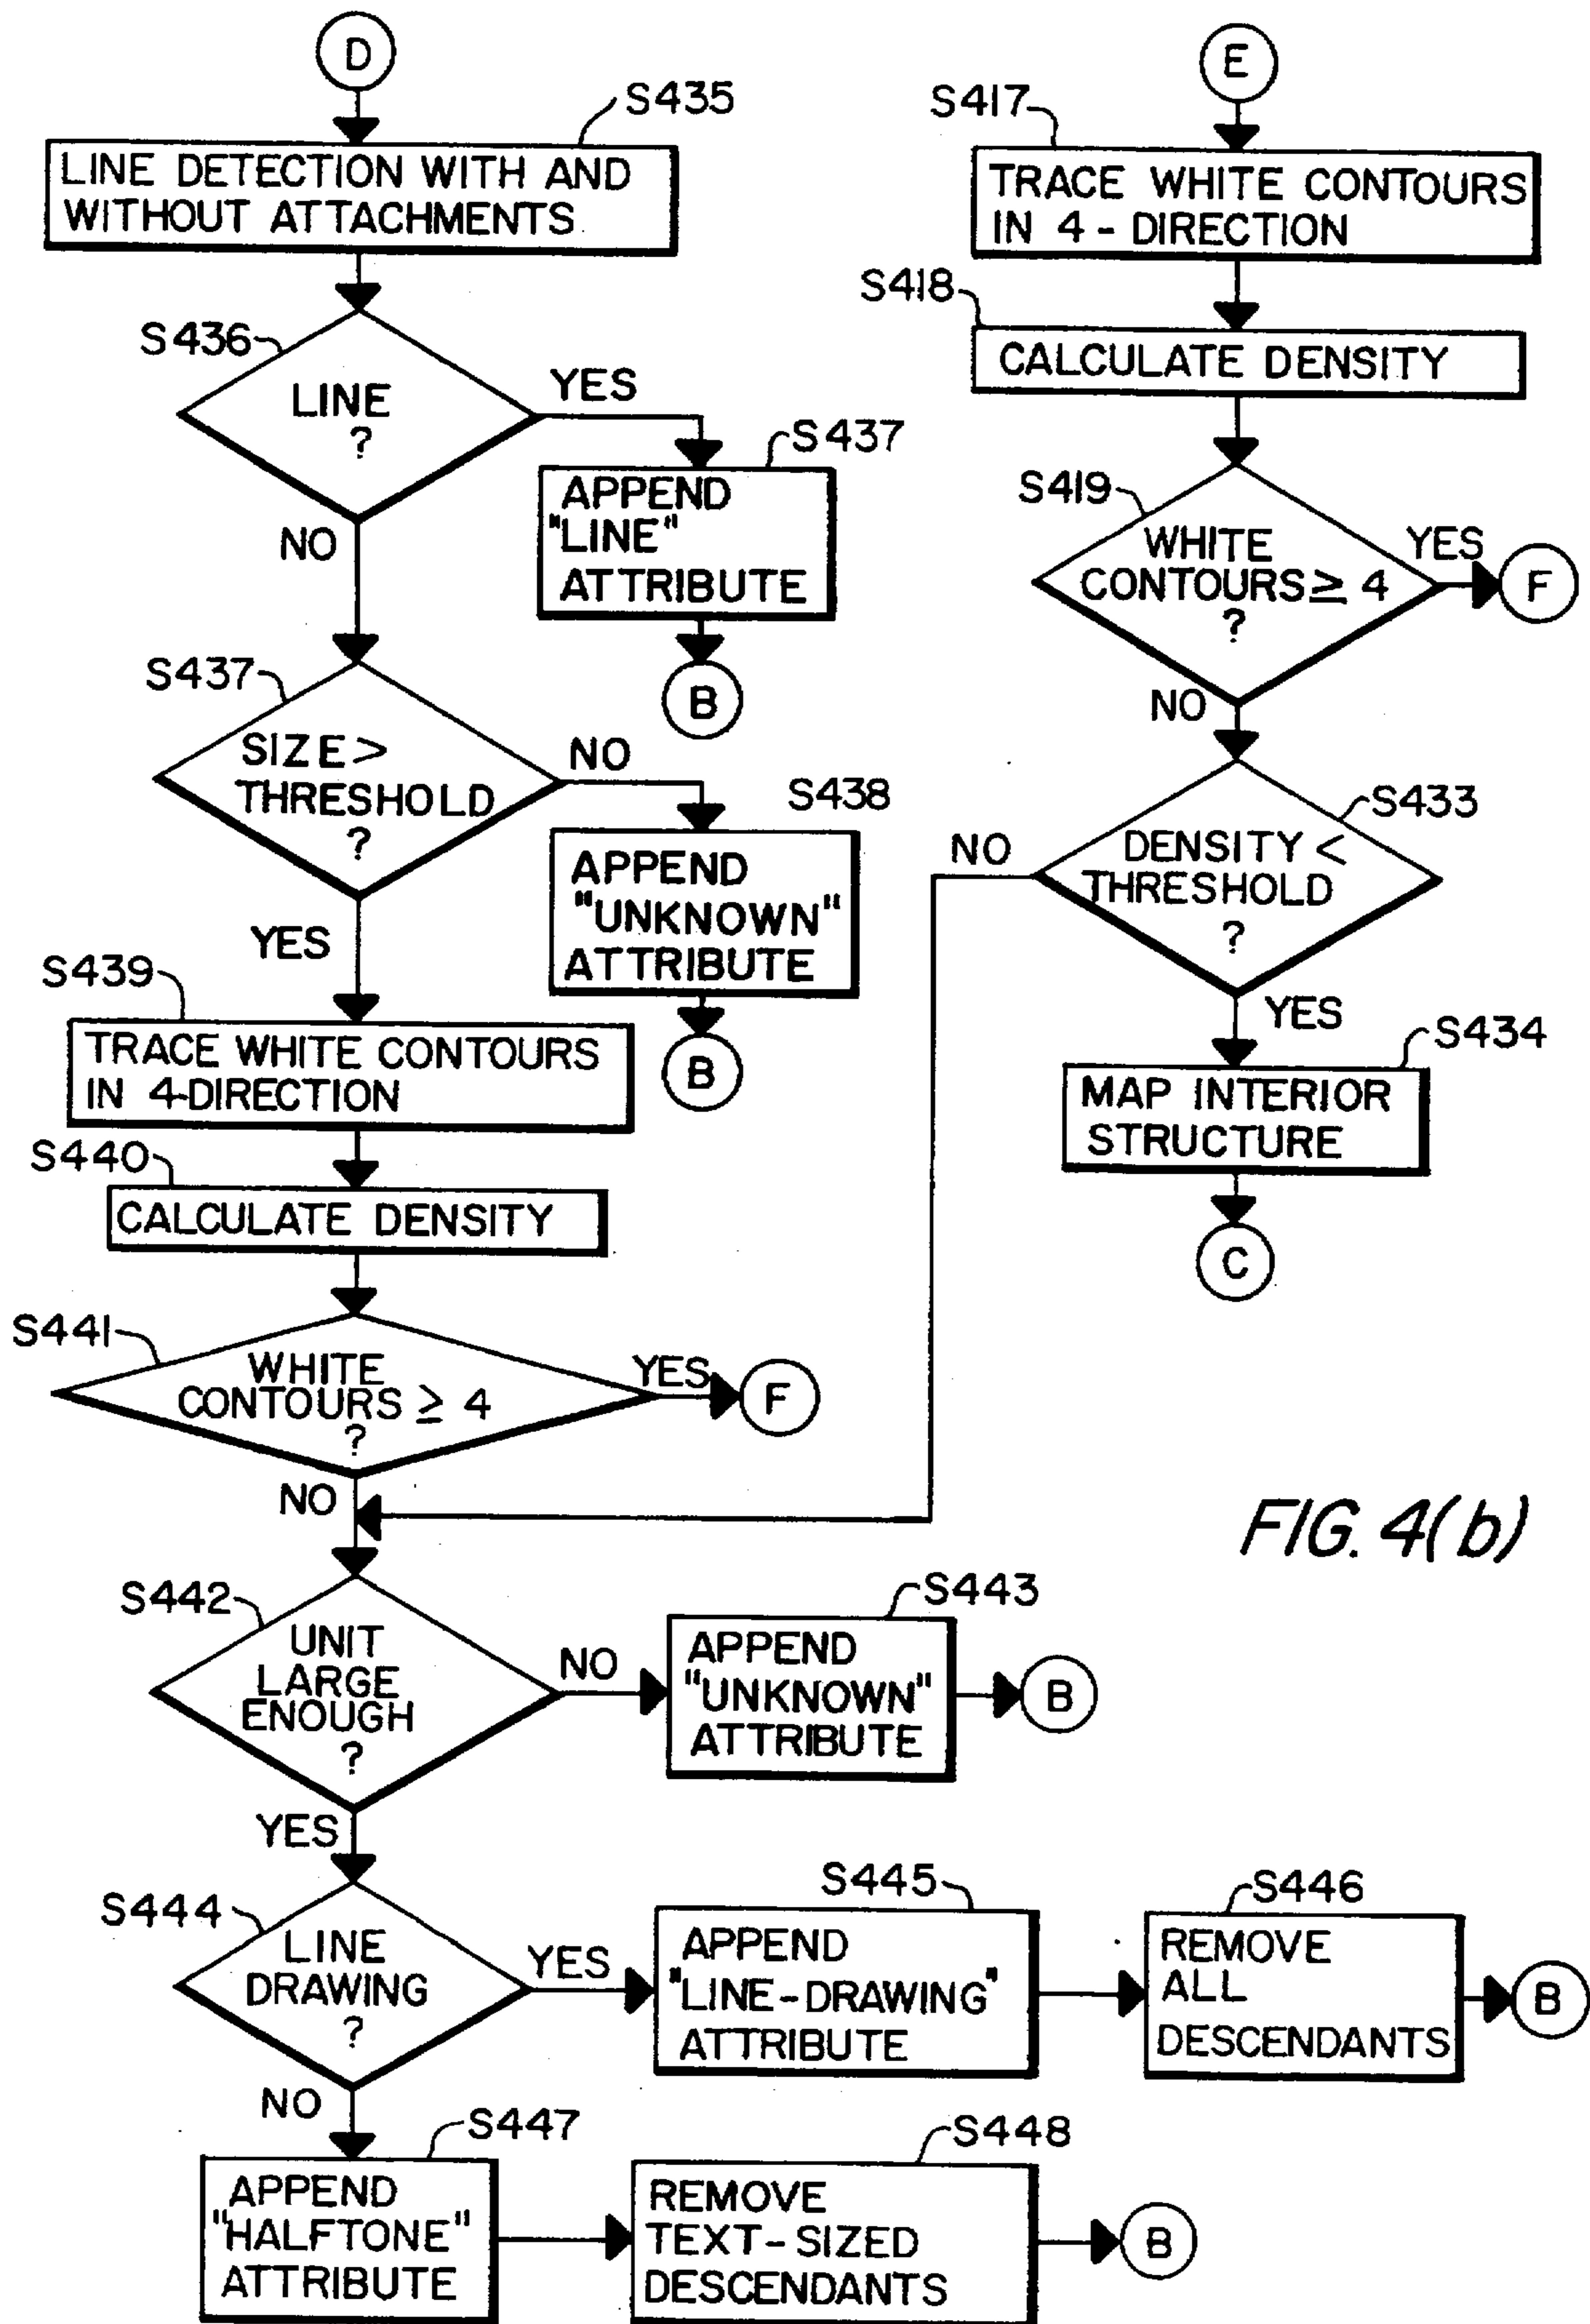 D
S435
LINE DETECTION WITH AND
WITHOUT ATTACHMENTS
S436
LINE
?
YES
NO
S437
APPEND
"LINE"
ATTRIBUTE
B
S437
SIZE >
THRESHOLD
?
NO
YES
S438
APPEND
"UNKNOWN"
ATTRIBUTE
B
S439
TRACE WHITE CONTOURS
IN 4-DIRECTION
S440
CALCULATE DENSITY
S441
WHITE
CONTOURS ≥ 4
?
YES
F
NO
E
S417
TRACE WHITE CONTOURS
IN 4 - DIRECTION
S418
CALCULATE DENSITY
S419
WHITE
CONTOURS ≥ 4
?
YES
F
NO
S433
DENSITY <
THRESHOLD
?
NO
YES
S434
MAP INTERIOR
STRUCTURE
C
FIG. 4(b)
S442
UNIT
LARGE
ENOUGH
?
NO
S443
APPEND
"UNKNOWN"
ATTRIBUTE
B
YES
S444
LINE
DRAWING
?
YES
S445
APPEND
"LINE-DRAWING"
ATTRIBUTE
S446
REMOVE
ALL
DESCENDANTS
B
NO
S447
APPEND
"HALFTONE"
ATTRIBUTE
S448
REMOVE
TEXT-SIZED
DESCENDANTS
B